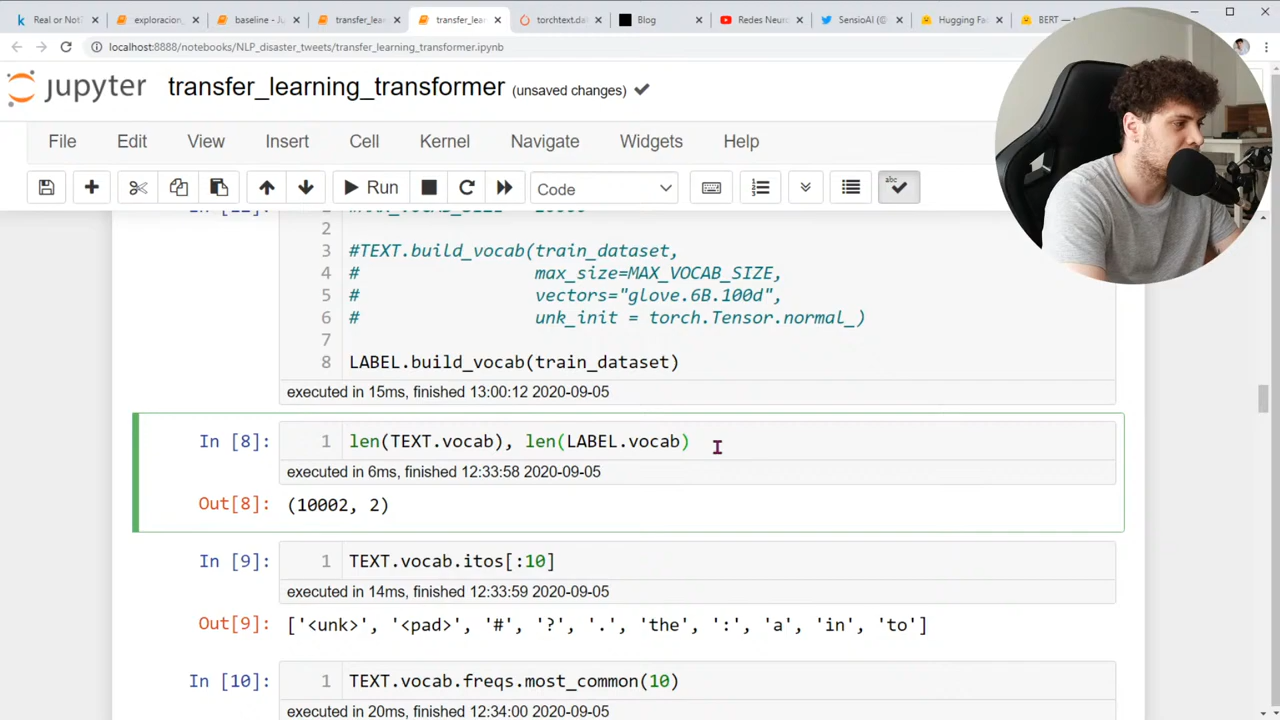 Real or Not?
exploracion_
baseline - Ju
transfer_lea
transfer_lea
torchtext.da
Blog
Redes Neur
SensioAI (@
Hugging Fa
BERT —
localhost:8888/notebooks/NLP_disaster_tweets/transfer_learning_transformer.ipynb
jupyter transfer_learning_transformer (unsaved changes)
File Edit View Insert Cell Kernel Navigate Widgets Help
Run Code abc
2
3 #TEXT.build_vocab(train_dataset,
4 # max_size=MAX_VOCAB_SIZE,
5 # vectors="glove.6B.100d",
6 # unk_init = torch.Tensor.normal_)
7
8 LABEL.build_vocab(train_dataset)
executed in 15ms, finished 13:00:12 2020-09-05
In [8]: 1 len(TEXT.vocab), len(LABEL.vocab)
executed in 6ms, finished 12:33:58 2020-09-05
Out[8]: (10002, 2)
In [9]: 1 TEXT.vocab.itos[:10]
executed in 14ms, finished 12:33:59 2020-09-05
Out[9]: ['<unk>', '<pad>', '#', '?', '.', 'the', ':', 'a', 'in', 'to']
In [10]: 1 TEXT.vocab.freqs.most_common(10)
executed in 20ms, finished 12:34:00 2020-09-05